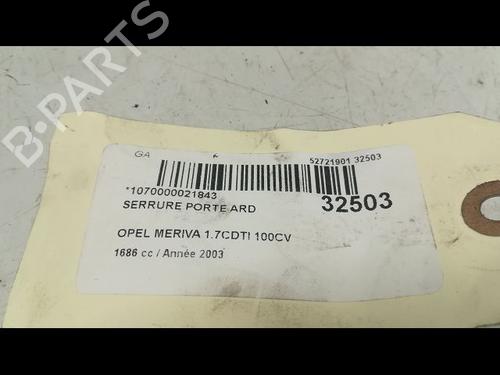 B-PARTS
GA
52721901 32503
*1070000021843
SERRURE PORTE ARD
32503
OPEL MERIVA 1.7CDTI 100CV
1686 cc / Année 2003